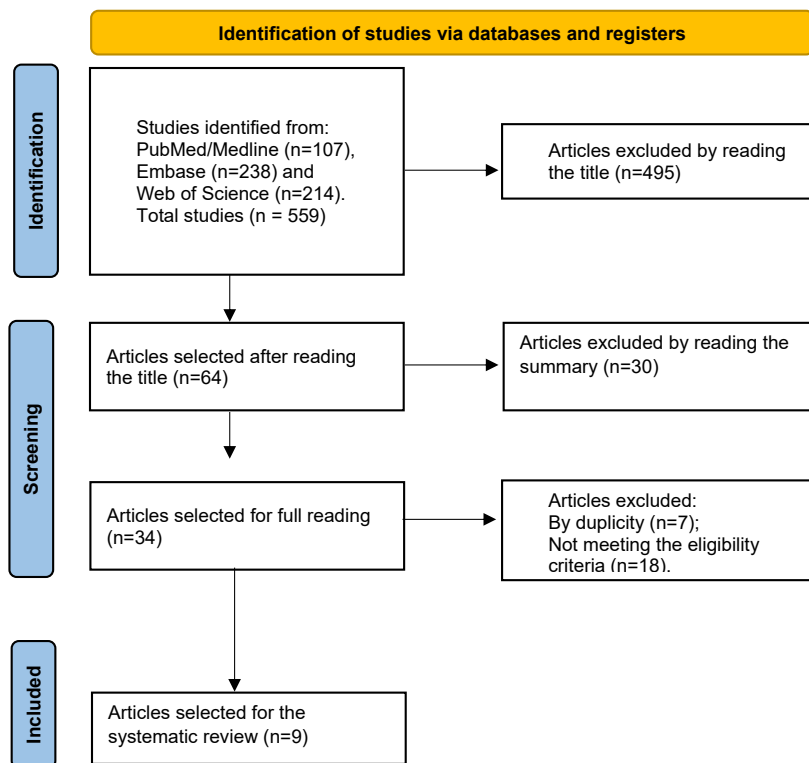 Identification of studies via databases and registers
Identification
Studies identified from:
PubMed/Medline (n=107),
Embase (n=238) and
Web of Science (n=214).
Total studies (n = 559)
Articles excluded by reading
the title (n=495)
Screening
Articles selected after reading
the title (n=64)
Articles excluded by reading the
summary (n=30)
Articles selected for full reading
(n=34)
Articles excluded:
By duplicity (n=7);
Not meeting the eligibility
criteria (n=18).
Included
Articles selected for the
systematic review (n=9)